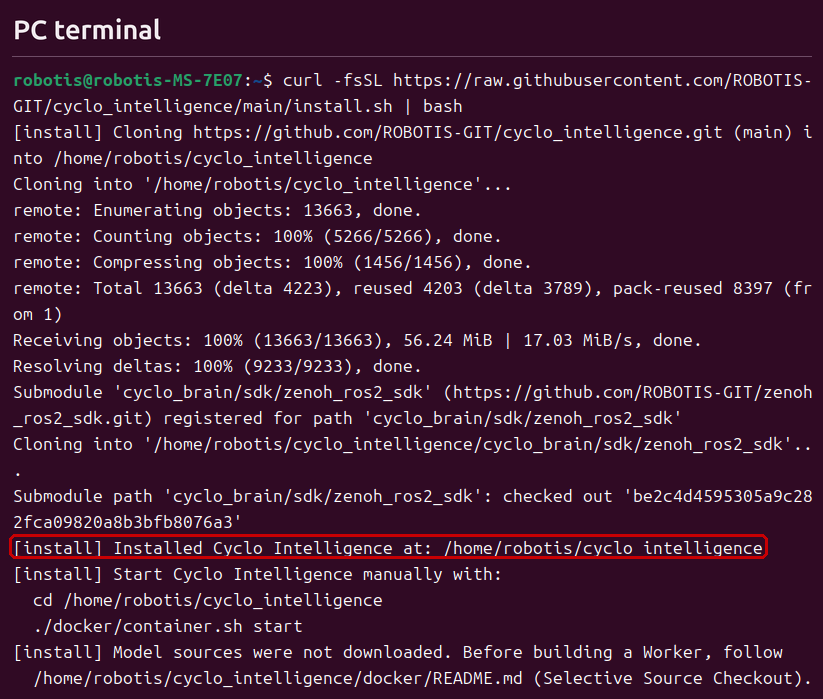 PC terminal
robotis@robotis-MS-7E07:~$ curl -fsSL https://raw.githubusercontent.com/ROBOTIS-
GIT/cyclo_intelligence/main/install.sh | bash
[install] Cloning https://github.com/ROBOTIS-GIT/cyclo_intelligence.git (main) i
nto /home/robotis/cyclo_intelligence
Cloning into '/home/robotis/cyclo_intelligence'...
remote: Enumerating objects: 13663, done.
remote: Counting objects: 100% (5266/5266), done.
remote: Compressing objects: 100% (1456/1456), done.
remote: Total 13663 (delta 4223), reused 4203 (delta 3789), pack-reused 8397 (fr
om 1)
Receiving objects: 100% (13663/13663), 56.24 MiB | 17.03 MiB/s, done.
Resolving deltas: 100% (9233/9233), done.
Submodule 'cyclo_brain/sdk/zenoh_ros2_sdk' (https://github.com/ROBOTIS-GIT/zenoh
_ros2_sdk.git) registered for path 'cyclo_brain/sdk/zenoh_ros2_sdk'
Cloning into '/home/robotis/cyclo_intelligence/cyclo_brain/sdk/zenoh_ros2_sdk'..
.
Submodule path 'cyclo_brain/sdk/zenoh_ros2_sdk': checked out 'be2c4d4595305a9c28
2fca09820a8b3bfb8076a3'
[install] Installed Cyclo Intelligence at: /home/robotis/cyclo_intelligence
[install] Start Cyclo Intelligence manually with:
  cd /home/robotis/cyclo_intelligence
  ./docker/container.sh start
[install] Model sources were not downloaded. Before building a Worker, follow
  /home/robotis/cyclo_intelligence/docker/README.md (Selective Source Checkout).